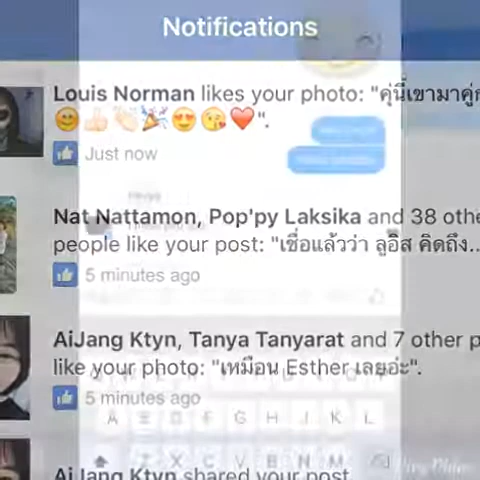 Notifications
Louis Norman likes your photo: "คู่นี้เขามาคู่
😊👍👏🎉😍😘❤️".
Just now
Nat Nattamon, Pop'py Laksika and 38 othe
people like your post: "เชื่อแล้วว่า ลูอิส คิดถึง...
5 minutes ago
AiJang Ktyn, Tanya Tanyarat and 7 other p
like your photo: "เหมือน Esther เลยอ่ะ".
5 minutes ago
A D F G H J K L
Z X C V B N M
Ai Jang Ktyn shared your post